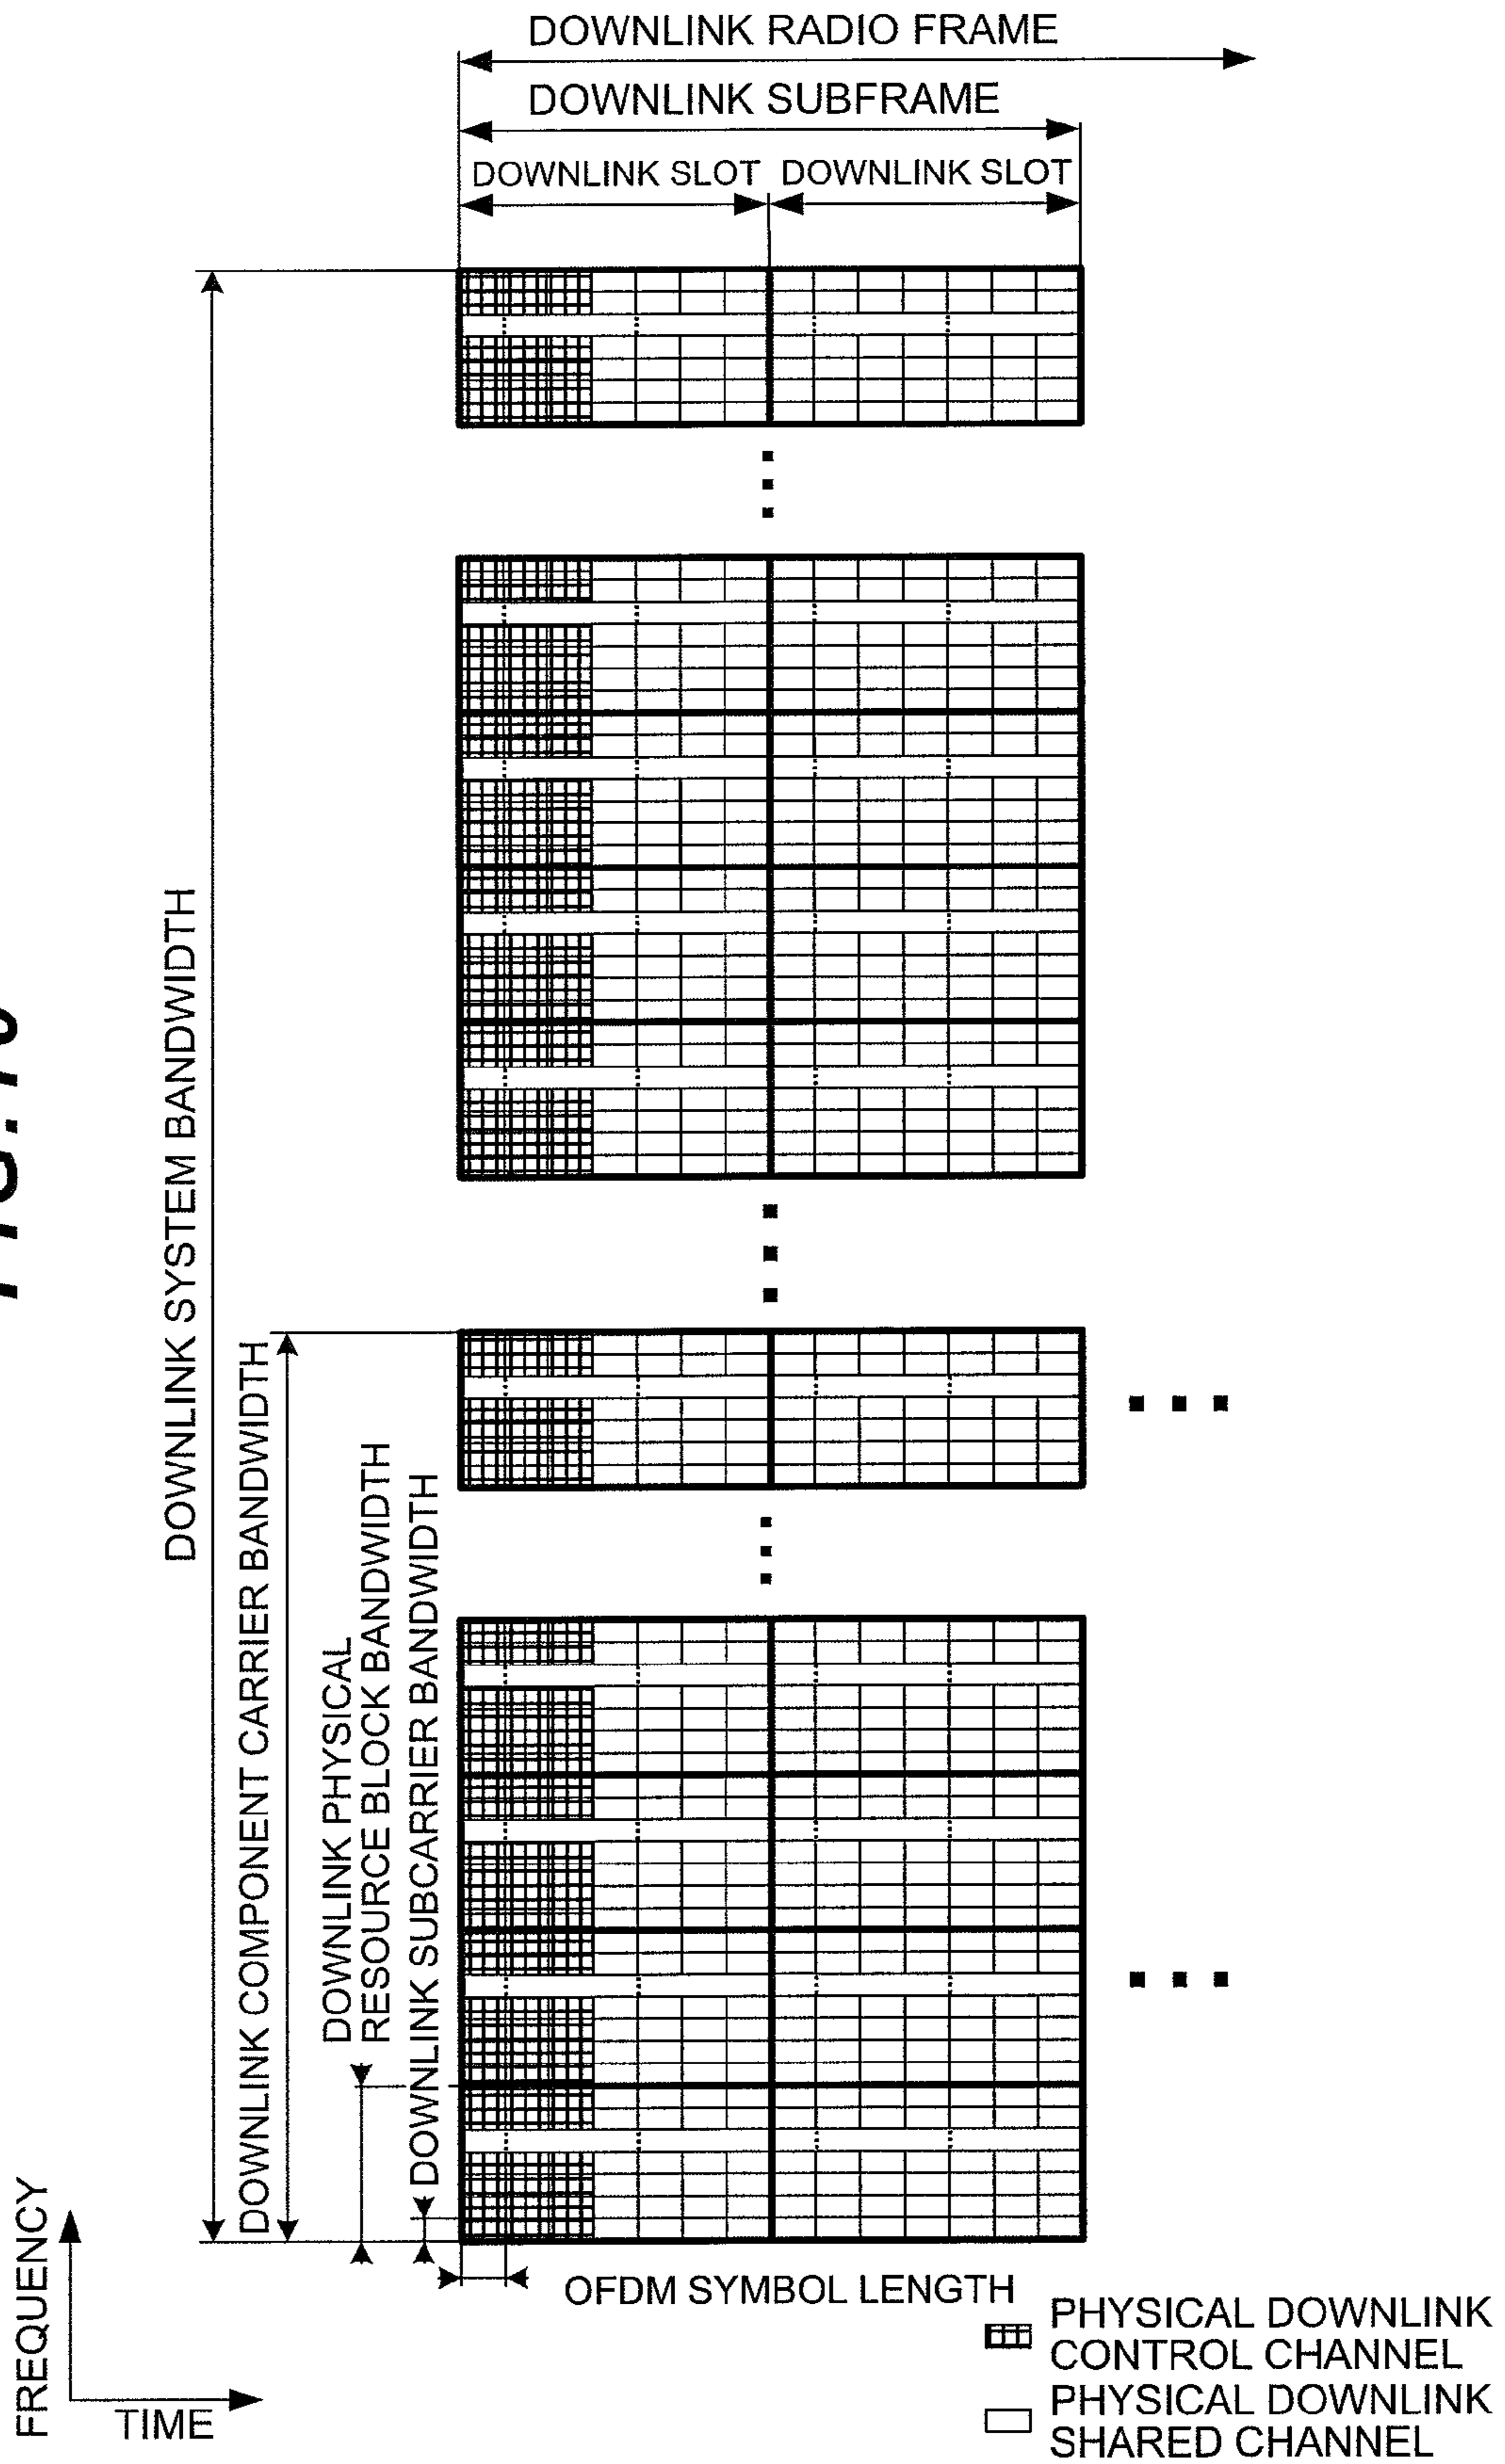 DOWNLINK RADIO FRAME
DOWNLINK SUBFRAME
DOWNLINK SLOT DOWNLINK SLOT
DOWNLINK SYSTEM BANDWIDTH
DOWNLINK COMPONENT CARRIER BANDWIDTH
DOWNLINK PHYSICAL
RESOURCE BLOCK BANDWIDTH
DOWNLINK SUBCARRIER BANDWIDTH
OFDM SYMBOL LENGTH
FREQUENCY
TIME
PHYSICAL DOWNLINK
CONTROL CHANNEL
PHYSICAL DOWNLINK
SHARED CHANNEL